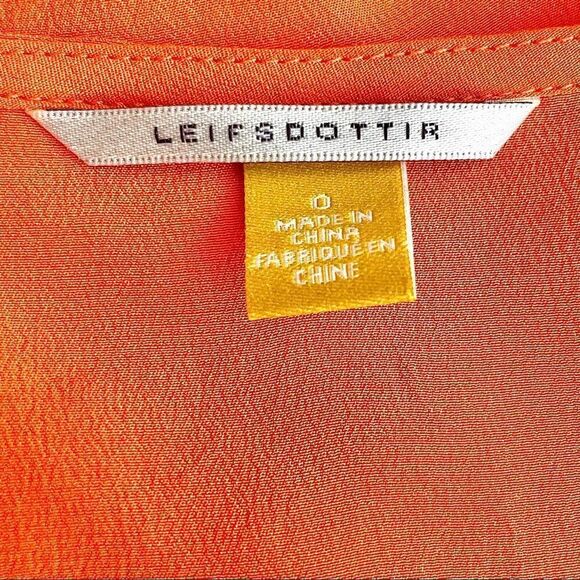 LEIFSDOTTIR
0
MADE IN
CHINA
FABRIQUE EN
CHINE